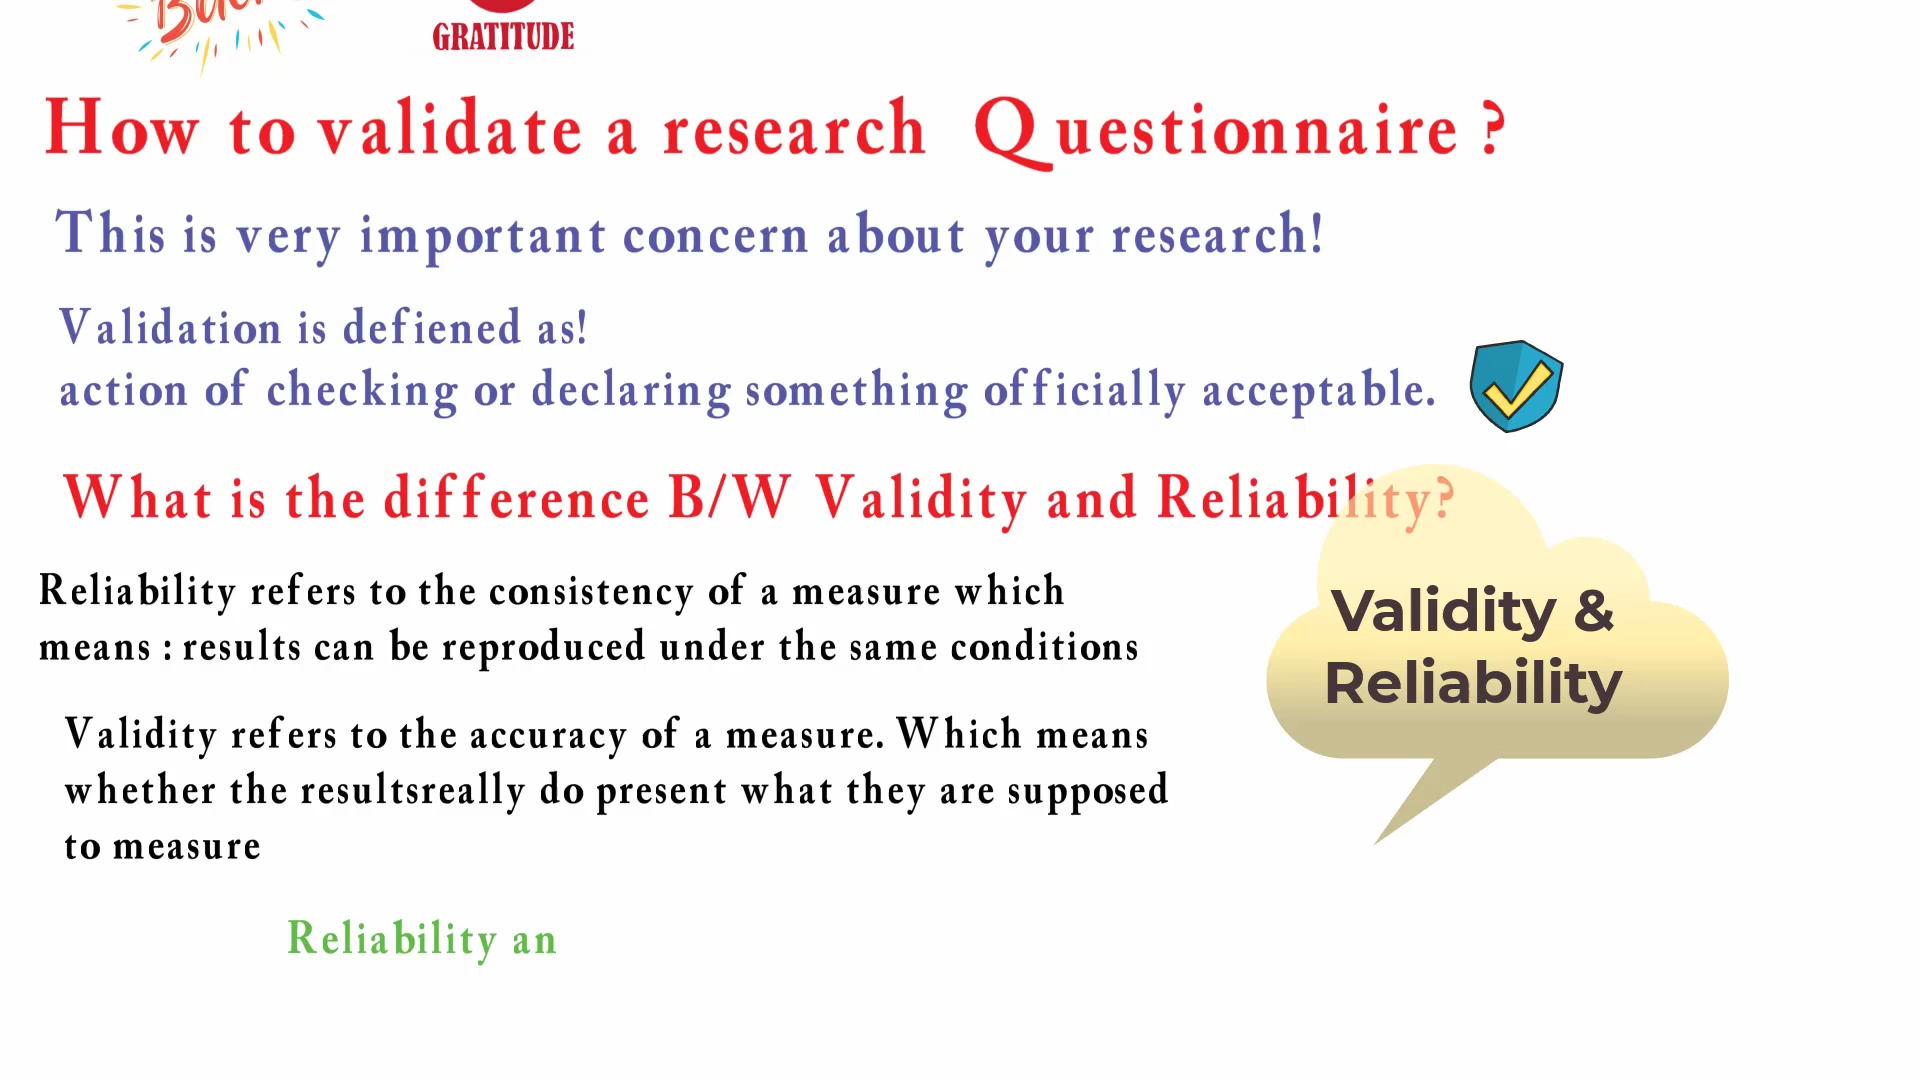 GRATITUDE
How to validate a research Questionnaire ?
This is very important concern about your research!
Validation is defiened as!
action of checking or declaring something officially acceptable.
What is the difference B/W Validity and Reliability?
Reliability refers to the consistency of a measure which
means : results can be reproduced under the same conditions
Validity &
Reliability
Validity refers to the accuracy of a measure. Which means
whether the resultsreally do present what they are supposed
to measure
Reliability an